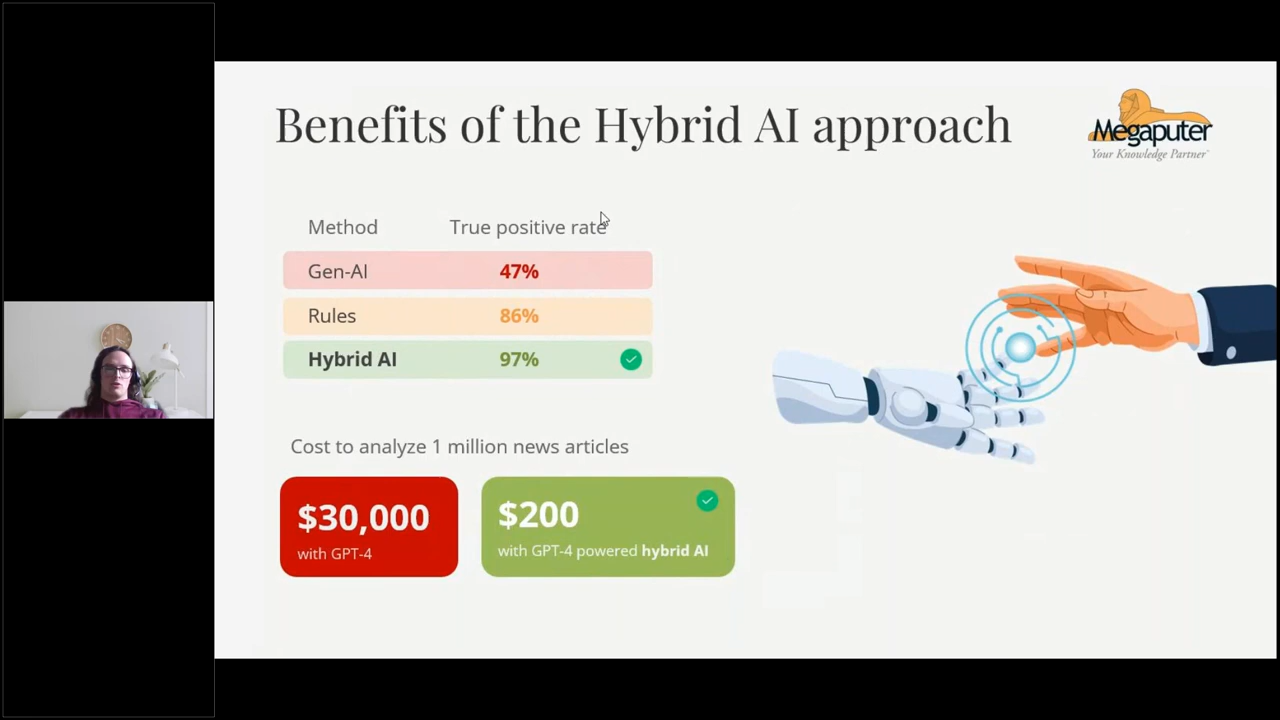 Benefits of the Hybrid AI approach
Megaputer
Your Knowledge Partner
Method True positive rate
Gen-AI 47%
Rules 86%
Hybrid AI 97%
Cost to analyze 1 million news articles
$30,000
with GPT-4
$200
with GPT-4 powered hybrid AI